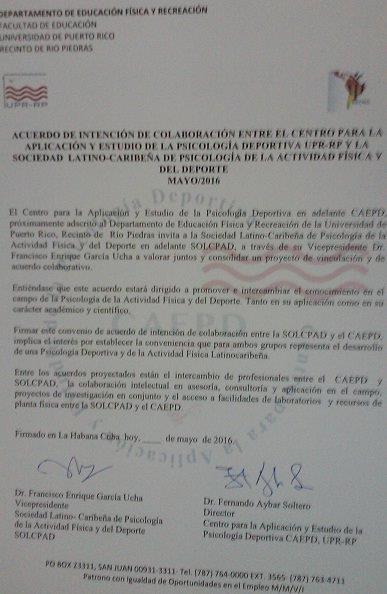 DEPARTAMENTO DE EDUCACIÓN FÍSICA Y RECREACIÓN
FACULTAD DE EDUCACIÓN
UNIVERSIDAD DE PUERTO RICO
RECINTO DE RIO PIEDRAS
UPR-RP
ACUERDO DE INTENCIÓN DE COLABORACIÓN ENTRE EL CENTRO PARA LA
APLICACIÓN Y ESTUDIO DE LA PSICOLOGÍA DEPORTIVA UPR-RP Y LA
SOCIEDAD LATINO-CARIBEÑA DE PSICOLOGÍA DE LA ACTIVIDAD FÍSICA Y
DEL DEPORTE
MAYO/2016
El Centro para la Aplicación y Estudio de la Psicología Deportiva en adelante CAEPD,
próximamente adscrito al Departamento de Educación Física y Recreación de la Universidad de
Puerto Rico, Recinto de Río Piedras invita a la Sociedad Latino-Caribeña de Psicología de la
Actividad Física y del Deporte en adelante SOLCPAD, a través de su Vicepresidente Dr.
Francisco Enrique García Ucha a valorar juntos y consolidar un proyecto de vinculación y de
acuerdo colaborativo.
Entiéndase que este acuerdo estará dirigido a promover e intercambiar el conocimiento en el
campo de la Psicología de la Actividad Física y del Deporte. Tanto en su aplicación como en su
carácter académico y científico.
Firmar este convenio de acuerdo de intención de colaboración entre la SOLCPAD y el CAEPD,
implica el interés por establecer la conveniencia que para ambos grupos representa el desarrollo
de una Psicología Deportiva y de la Actividad Física Latinocaribeña.
Entre los acuerdos proyectados están el intercambio de profesionales entre el CAEPD y
SOLCPAD, la colaboración intelectual en asesoría, consultoría y aplicación en el campo,
proyectos de investigación en conjunto y el acceso a facilidades de laboratorios y recursos de
planta física entre la SOLCPAD y el CAEPD.
Firmado en La Habana Cuba, hoy, ____ de mayo de 2016
Dr. Francisco Enrique García Ucha
Vicepresidente
Sociedad Latino- Caribeña de Psicología
de la Actividad Física y del Deporte
SOLCPAD
Dr. Fernando Aybar Soltero
Director
Centro para la Aplicación y Estudio de la
Psicología Deportiva CAEPD, UPR-RP
PO BOX 23311, SAN JUAN 00931-3311- Tel. (787) 764-0000 EXT. 3565- (787) 763-4711
Patrono con Igualdad de Oportunidades en el Empleo M/M/V/I